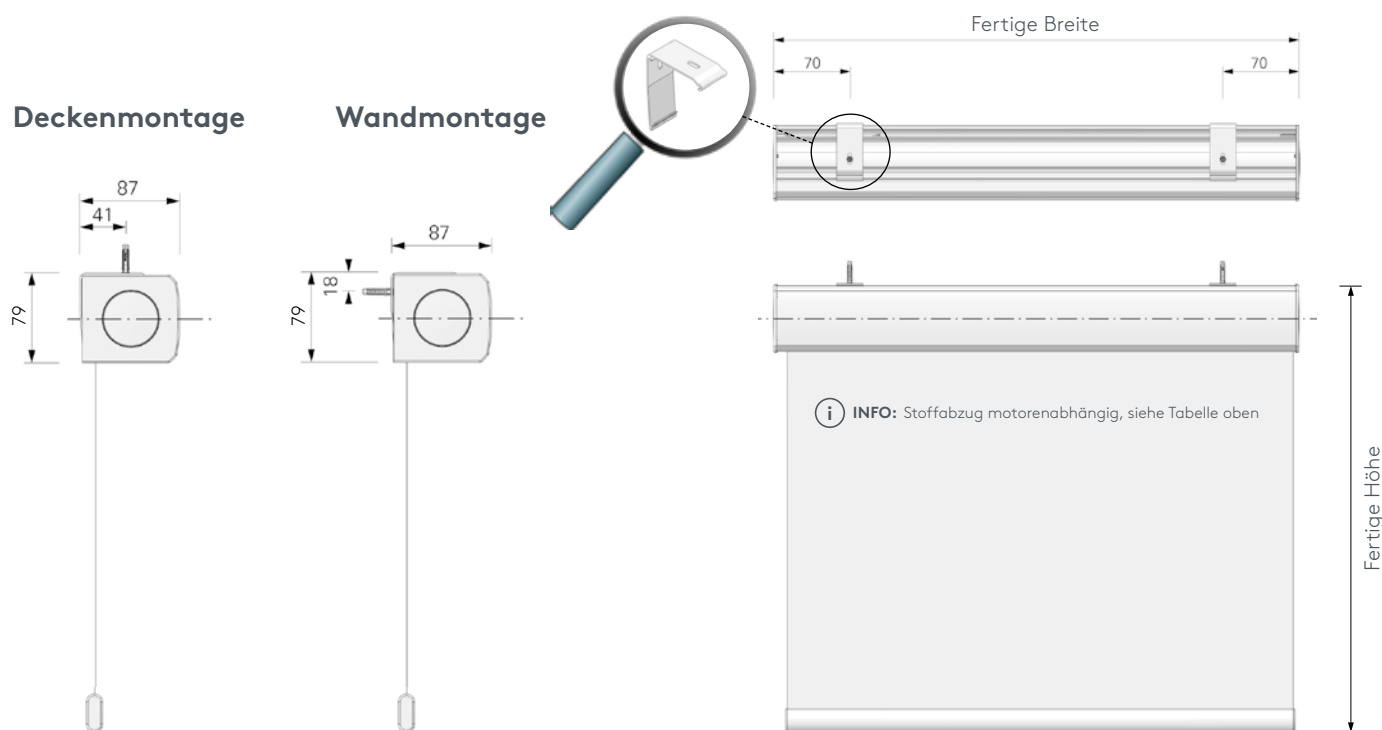 Fertige Breite
70
70
Deckenmontage
Wandmontage
87
41
79
87
18
79
i INFO: Stoffabzug motorenabhängig, siehe Tabelle oben
Fertige Höhe